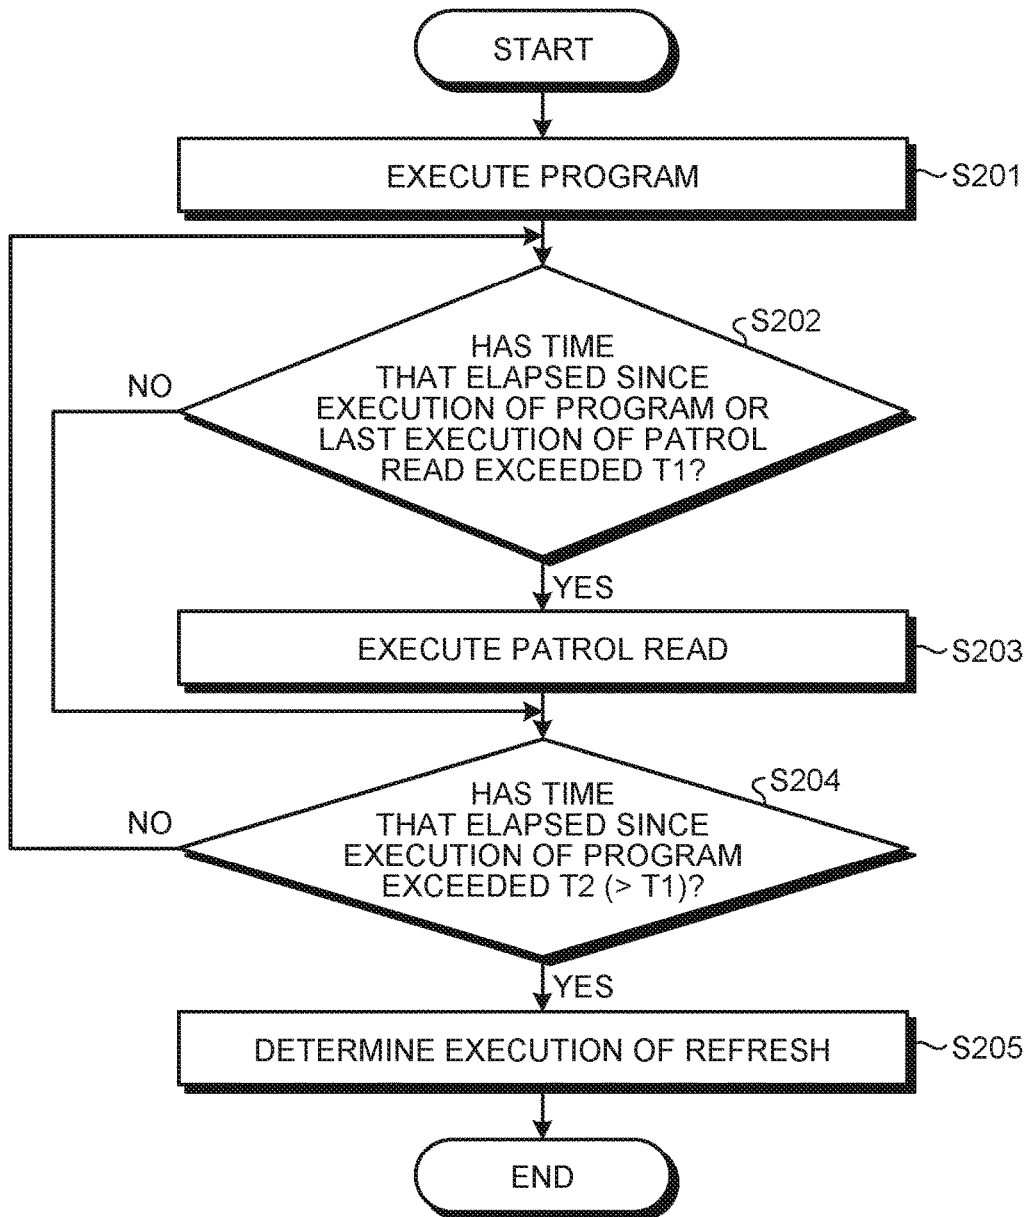 START
EXECUTE PROGRAM
S201
S202
HAS TIME
THAT ELAPSED SINCE
EXECUTION OF PROGRAM OR
LAST EXECUTION OF PATROL
READ EXCEEDED T1?
NO
YES
EXECUTE PATROL READ
S203
S204
HAS TIME
THAT ELAPSED SINCE
EXECUTION OF PROGRAM
EXCEEDED T2 (> T1)?
NO
YES
DETERMINE EXECUTION OF REFRESH
S205
END